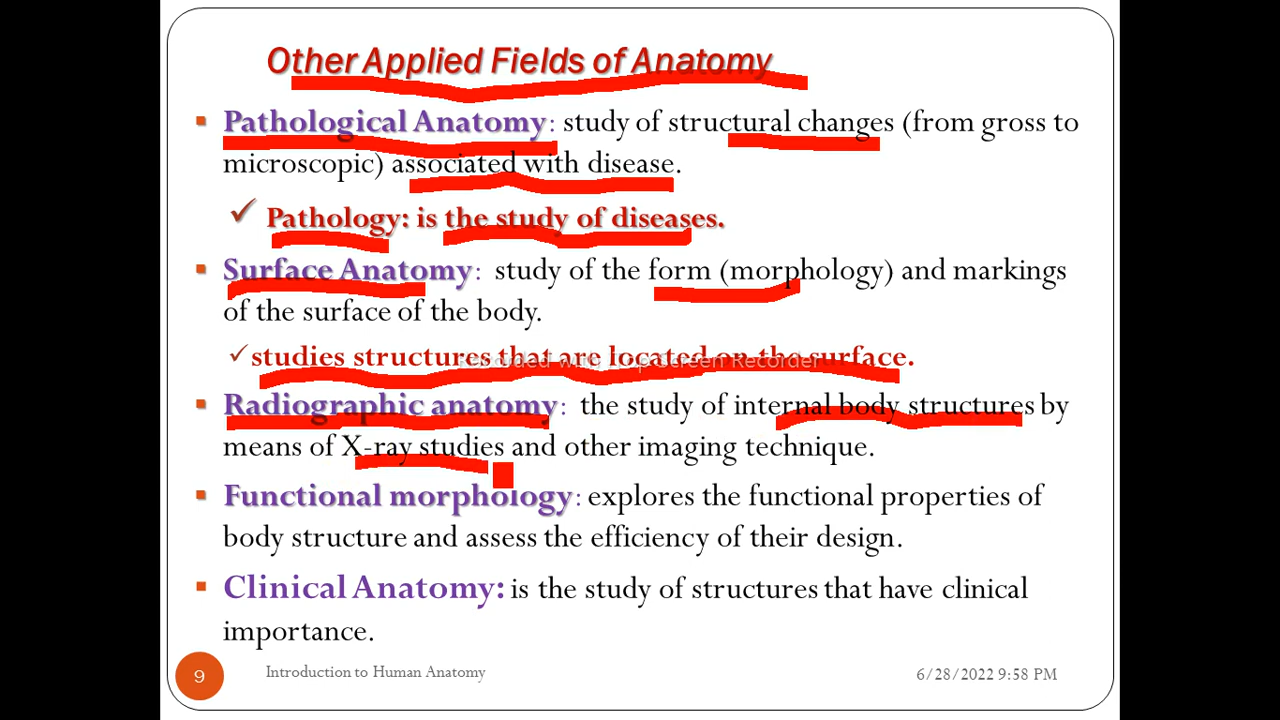 Other Applied Fields of Anatomy
▪ Pathological Anatomy: study of structural changes (from gross to
microscopic) associated with disease.
✓ Pathology: is the study of diseases.
▪ Surface Anatomy: study of the form (morphology) and markings
of the surface of the body.
✓studies structures that are located on the surface.
Recorded with iTop Screen Recorder
▪ Radiographic anatomy: the study of internal body structures by
means of X-ray studies and other imaging technique.
▪ Functional morphology: explores the functional properties of
body structure and assess the efficiency of their design.
▪ Clinical Anatomy: is the study of structures that have clinical
importance.
9 Introduction to Human Anatomy 6/28/2022 9:58 PM